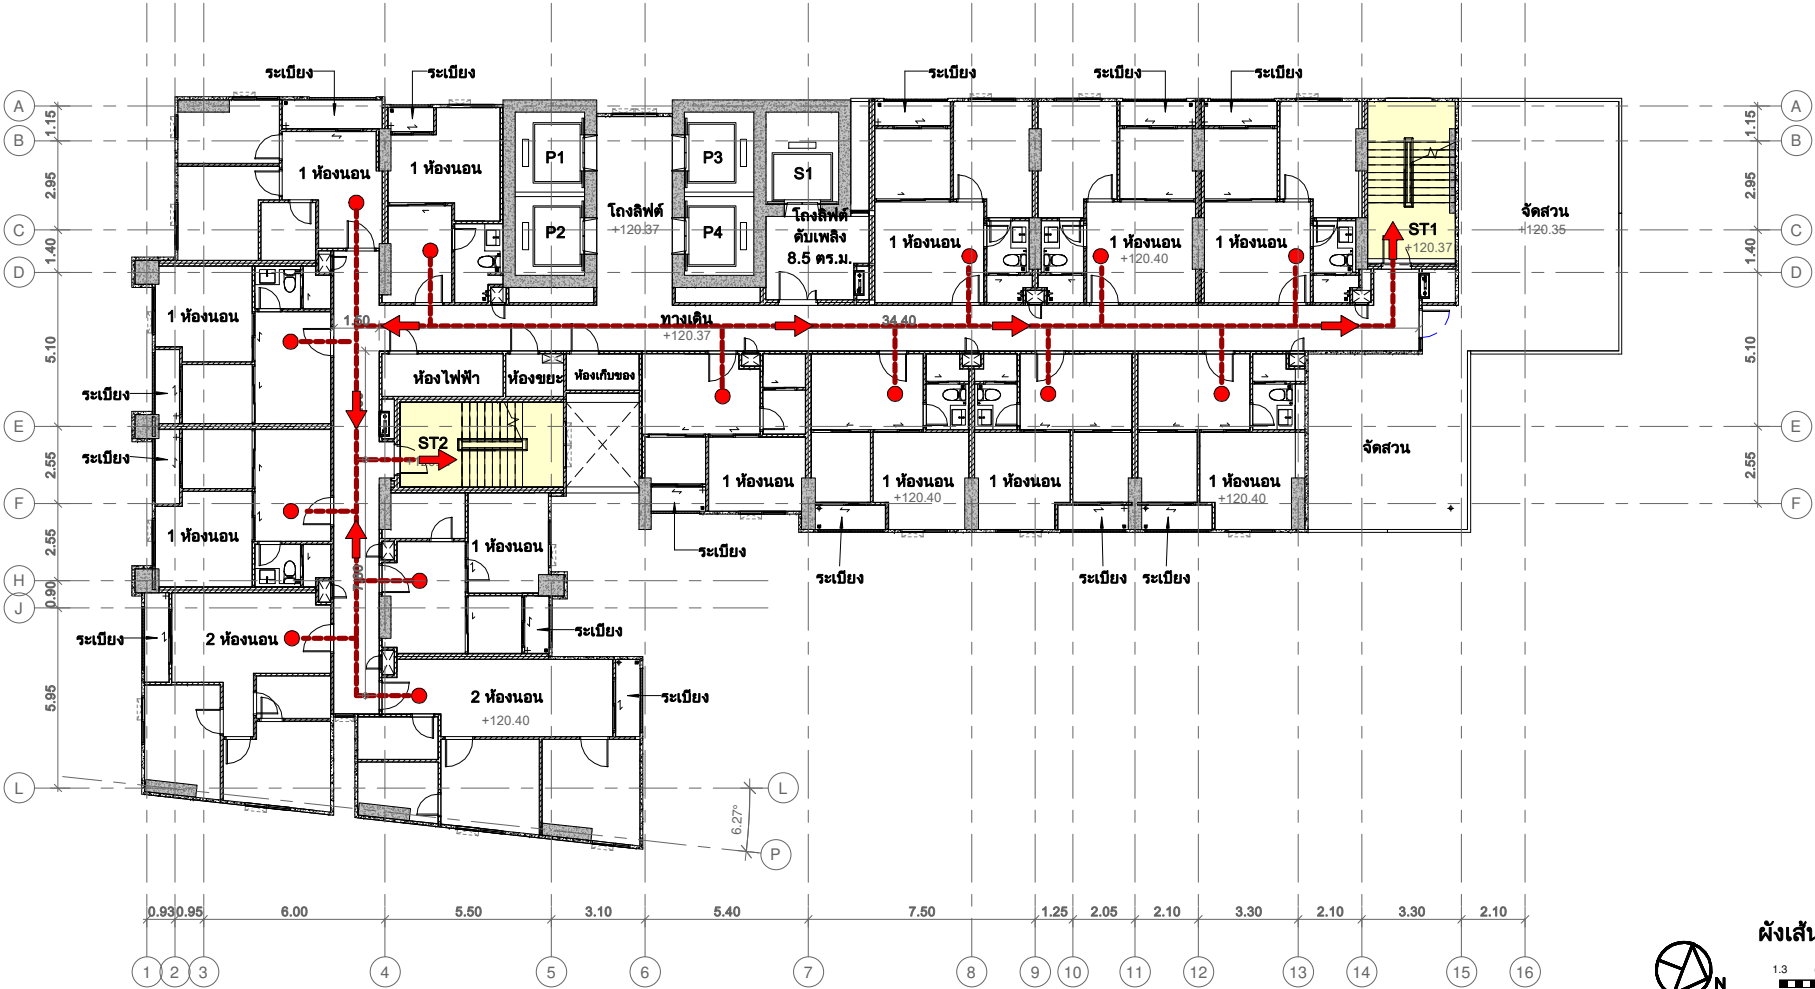 ระเบียง
ระเบียง
ระเบียง
ระเบียง
ระเบียง
A
A
1.15
1.15
B
B
P1
P3
2.95
2.95
1 ห้องนอน
1 ห้องนอน
S1
โถงลิฟต์
+120.37
โถงลิฟต์
ดับเพลิง
8.5 ตร.ม.
จัดสวน
+120.35
C
C
P2
P4
1 ห้องนอน
1 ห้องนอน
+120.40
1 ห้องนอน
ST1
+120.37
1.40
1.40
D
D
1 ห้องนอน
1.50
ทางเดิน
+120.37
34.40
5.10
5.10
ห้องไฟฟ้า
ห้องขยะ
ห้องเก็บของ
ระเบียง
E
E
ST2
จัดสวน
ระเบียง
2.55
2.55
1 ห้องนอน
1 ห้องนอน
+120.40
1 ห้องนอน
1 ห้องนอน
+120.40
F
F
1 ห้องนอน
1 ห้องนอน
2.55
ระเบียง
ระเบียง
ระเบียง
ระเบียง
H
0.90
J
ระเบียง
2 ห้องนอน
ระเบียง
5.95
2 ห้องนอน
+120.40
ระเบียง
L
L
6.27°
P
0.93
0.95
6.00
5.50
3.10
5.40
7.50
1.25
2.05
2.10
3.30
2.10
3.30
2.10
1
2
3
4
5
6
7
8
9
10
11
12
13
14
15
16
N
1.3